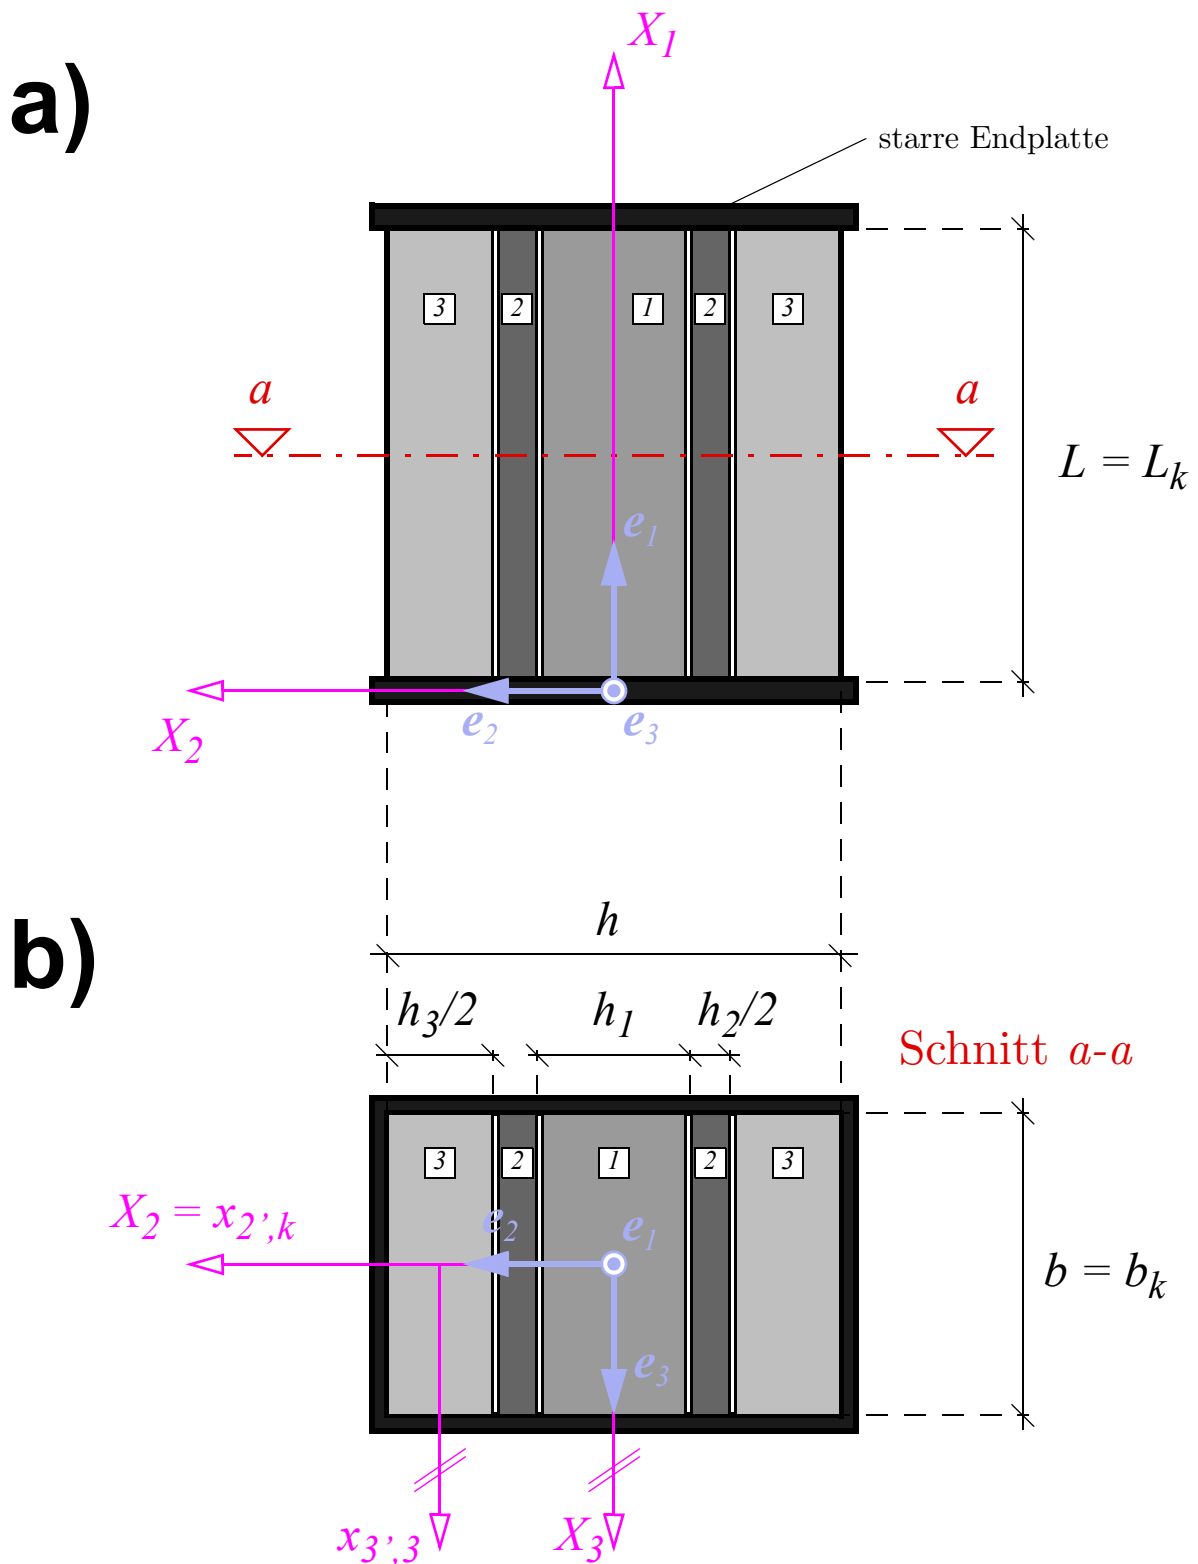 a)
X1
starre Endplatte
3 2 1 2 3
a a
L = Lk
e1
X2 e2 e3
b)
h
h3/2 h1 h2/2
Schnitt a-a
3 2 1 2 3
X2 = x2',k e2 e1
b = bk
e3
x3',3 X3